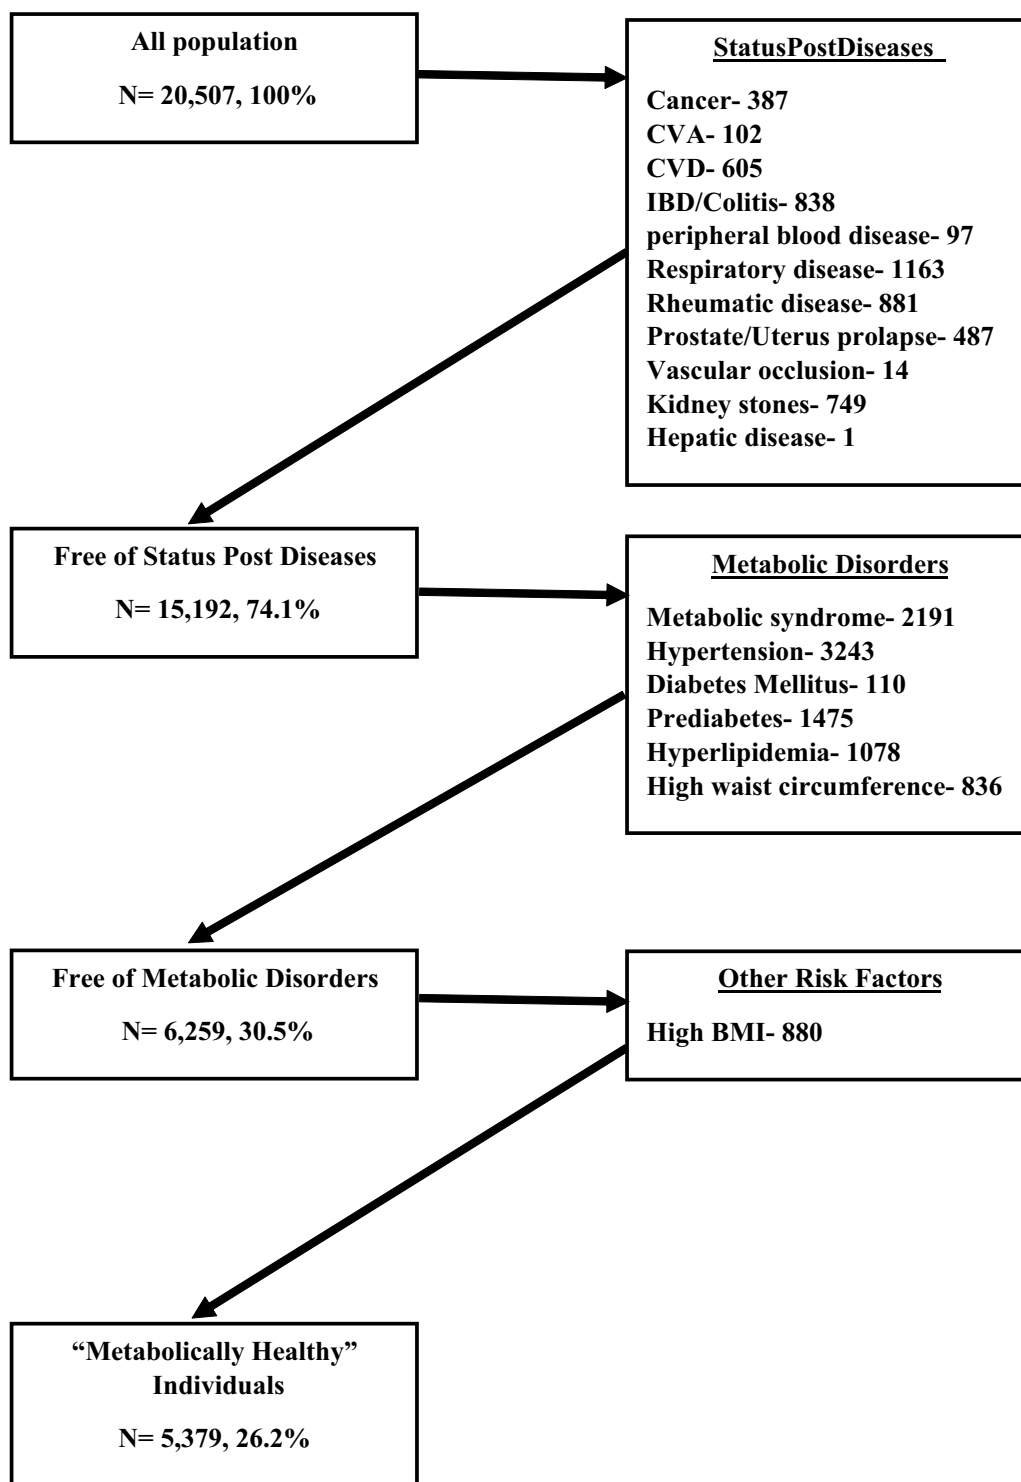 All population
N= 20,507, 100%
StatusPostDiseases
Cancer- 387
CVA- 102
CVD- 605
IBD/Colitis- 838
peripheral blood disease- 97
Respiratory disease- 1163
Rheumatic disease- 881
Prostate/Uterus prolapse- 487
Vascular occlusion- 14
Kidney stones- 749
Hepatic disease- 1
Free of Status Post Diseases
N= 15,192, 74.1%
Metabolic Disorders
Metabolic syndrome- 2191
Hypertension- 3243
Diabetes Mellitus- 110
Prediabetes- 1475
Hyperlipidemia- 1078
High waist circumference- 836
Free of Metabolic Disorders
N= 6,259, 30.5%
Other Risk Factors
High BMI- 880
“Metabolically Healthy”
Individuals
N= 5,379, 26.2%